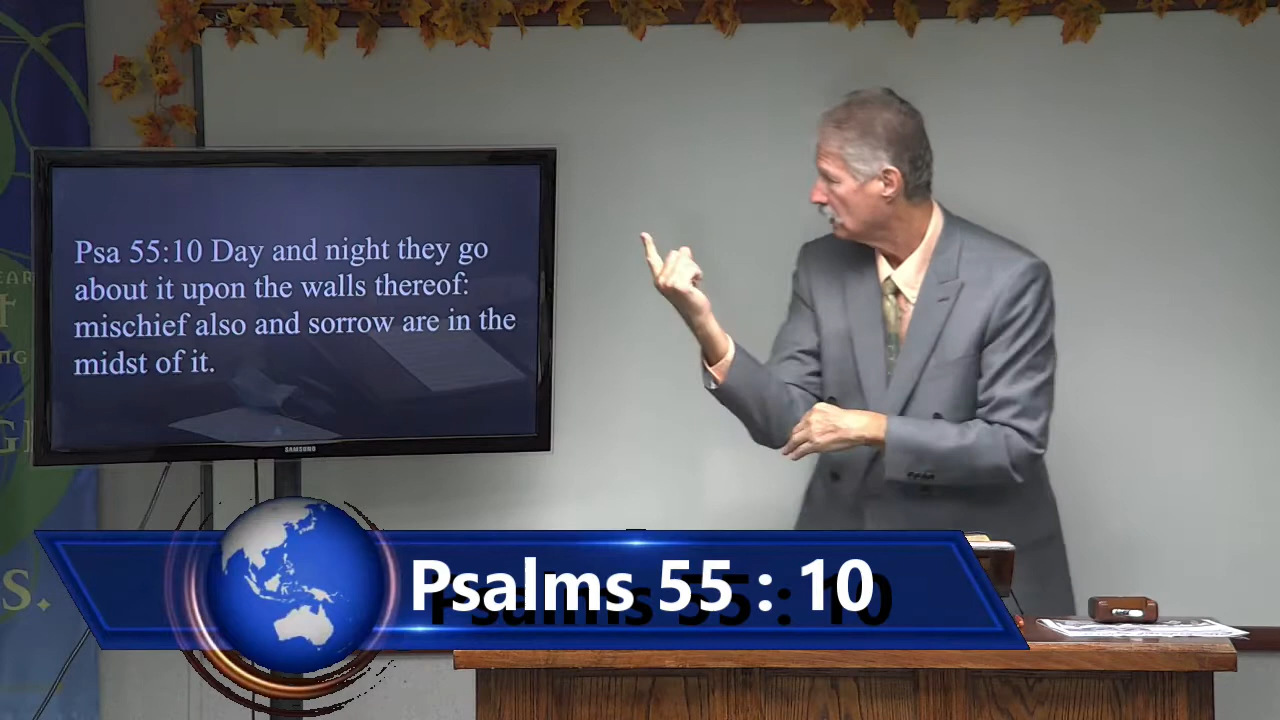 Psa 55:10 Day and night they go
about it upon the walls thereof:
mischief also and sorrow are in the
midst of it.
SAMSUNG
Psalms 55 : 10